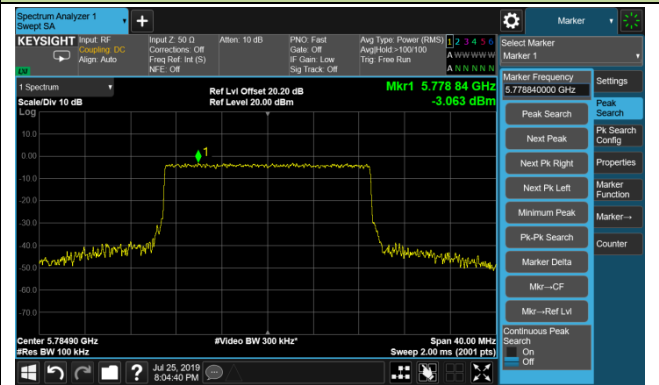 Spectrum Analyzer 1
Swept SA
Marker
KEYSIGHT
Input: RF
Coupling: DC
Align: Auto
Input Z: 50 Ω
Corrections: Off
Freq Ref: Int (S)
NFE: Off
Atten: 10 dB
PNO: Fast
Gate: Off
IF Gain: Low
Sig Track: Off
Avg Type: Power (RMS)
Avg|Hold:>100/100
Trig: Free Run
1 2 3 4 5 6
A W W W W W
A N N N N N
LVI
Select Marker
Marker 1
1 Spectrum
Scale/Div 10 dB
Log
Ref Lvl Offset 20.20 dB
Ref Level 20.00 dBm
Mkr1 5.778 84 GHz
-3.063 dBm
10.0
0.00
-10.0
-20.0
-30.0
-40.0
-50.0
-60.0
-70.0
1
Center 5.78490 GHz
#Res BW 100 kHz
#Video BW 300 kHz*
Span 40.00 MHz
Sweep 2.00 ms (2001 pts)
Marker Frequency
5.778840000 GHz
Peak Search
Next Peak
Next Pk Right
Next Pk Left
Minimum Peak
Pk-Pk Search
Marker Delta
Mkr→CF
Mkr→Ref Lvl
Continuous Peak
Search
On
Off
Settings
Peak
Search
Pk Search
Config
Properties
Marker
Function
Marker→
Counter
?
Jul 25, 2019
8:04:40 PM